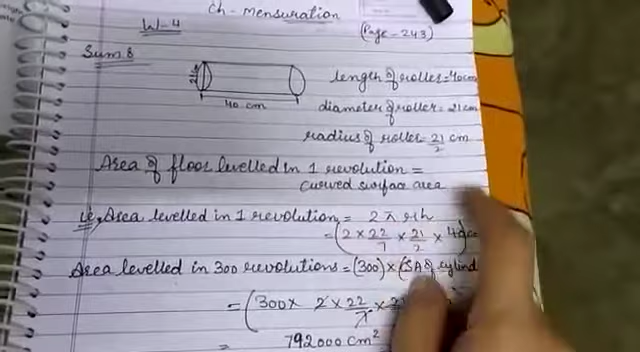 Ch - Mensuration
W-4
(Page - 243)
Sum 8
21cm
40 cm
length of roller = 40cm
diameter of roller = 21cm
radius of roller = 21/2 cm
Area of floor levelled in 1 revolution =
curved surface area
ie, Area levelled in 1 revolution = 2πrh
= (2 × 22/7 × 21/2 × 40)
Area levelled in 300 revolutions = (300) × (CSA of
= (300 × 2 × 22/7 ×
= 792000 cm²